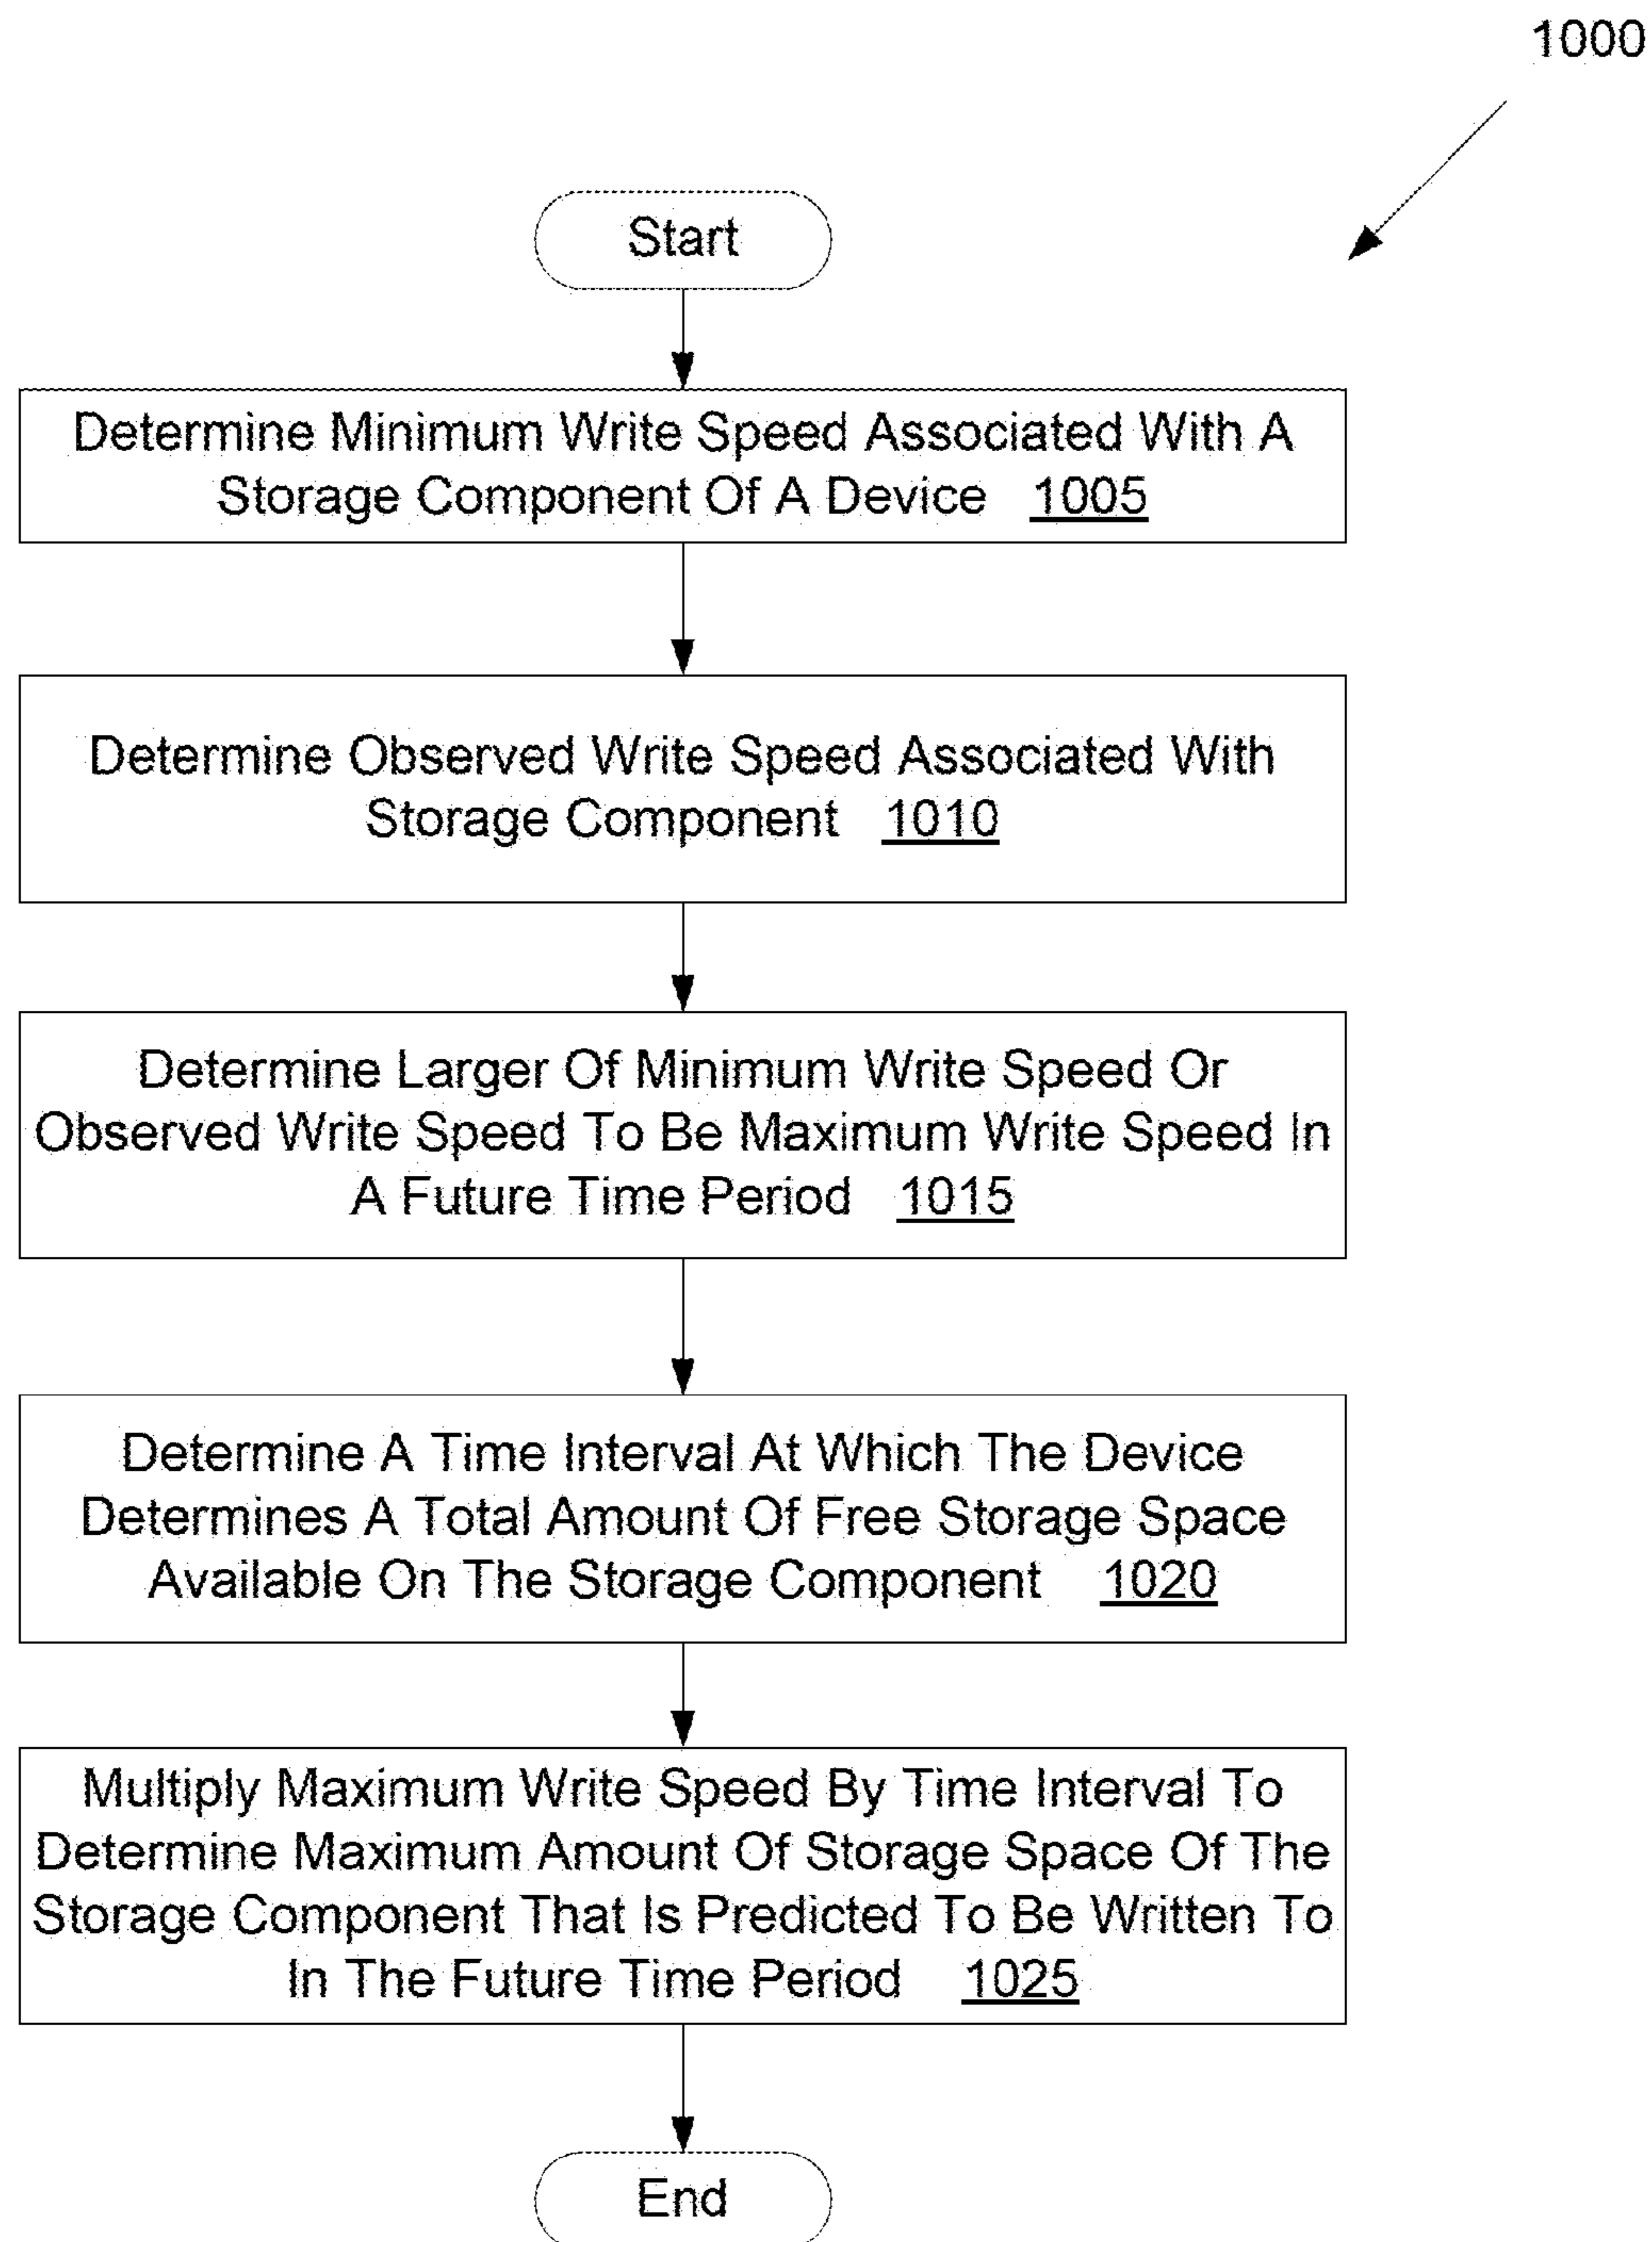 1000
Start
Determine Minimum Write Speed Associated With A
Storage Component Of A Device 1005
Determine Observed Write Speed Associated With
Storage Component 1010
Determine Larger Of Minimum Write Speed Or
Observed Write Speed To Be Maximum Write Speed In
A Future Time Period 1015
Determine A Time Interval At Which The Device
Determines A Total Amount Of Free Storage Space
Available On The Storage Component 1020
Multiply Maximum Write Speed By Time Interval To
Determine Maximum Amount Of Storage Space Of The
Storage Component That Is Predicted To Be Written To
In The Future Time Period 1025
End